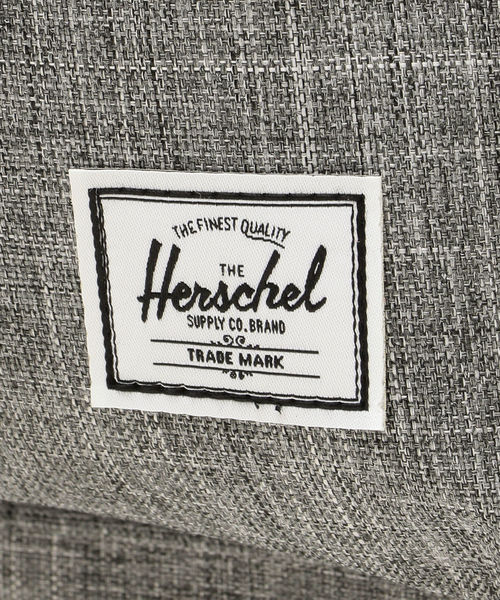 THE FINEST QUALITY
THE
Herschel
SUPPLY CO. BRAND
TRADE MARK